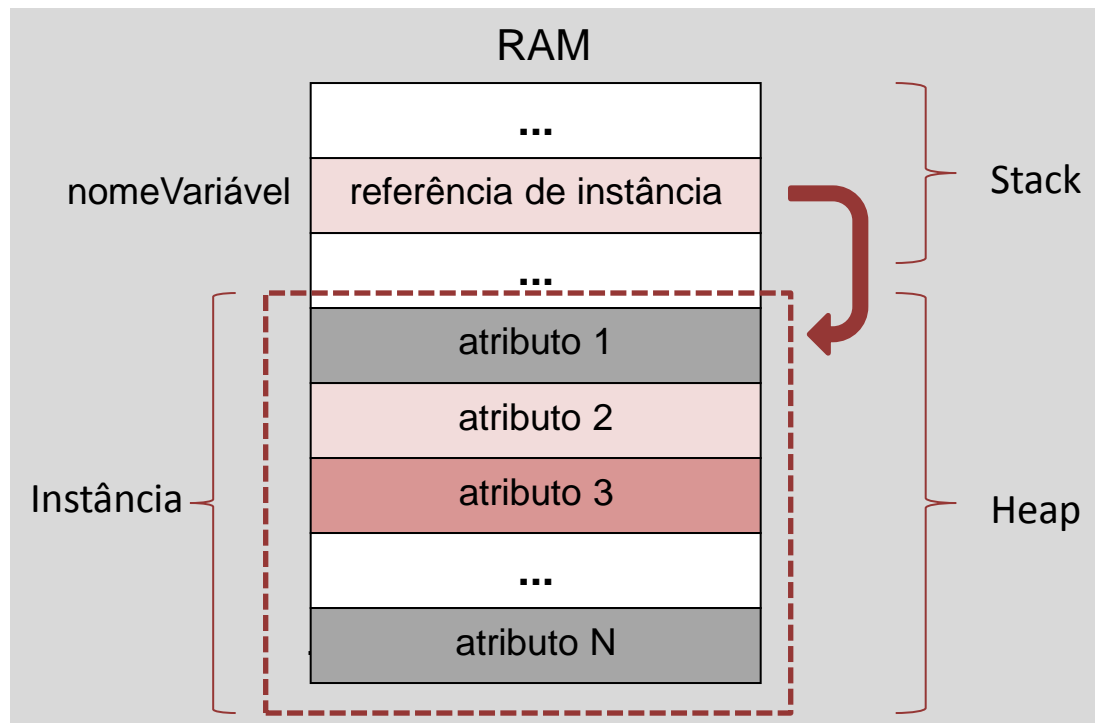 RAM
...
nomeVariável
referência de instância
Stack
...
atributo 1
atributo 2
Instância
atributo 3
Heap
...
atributo N
.